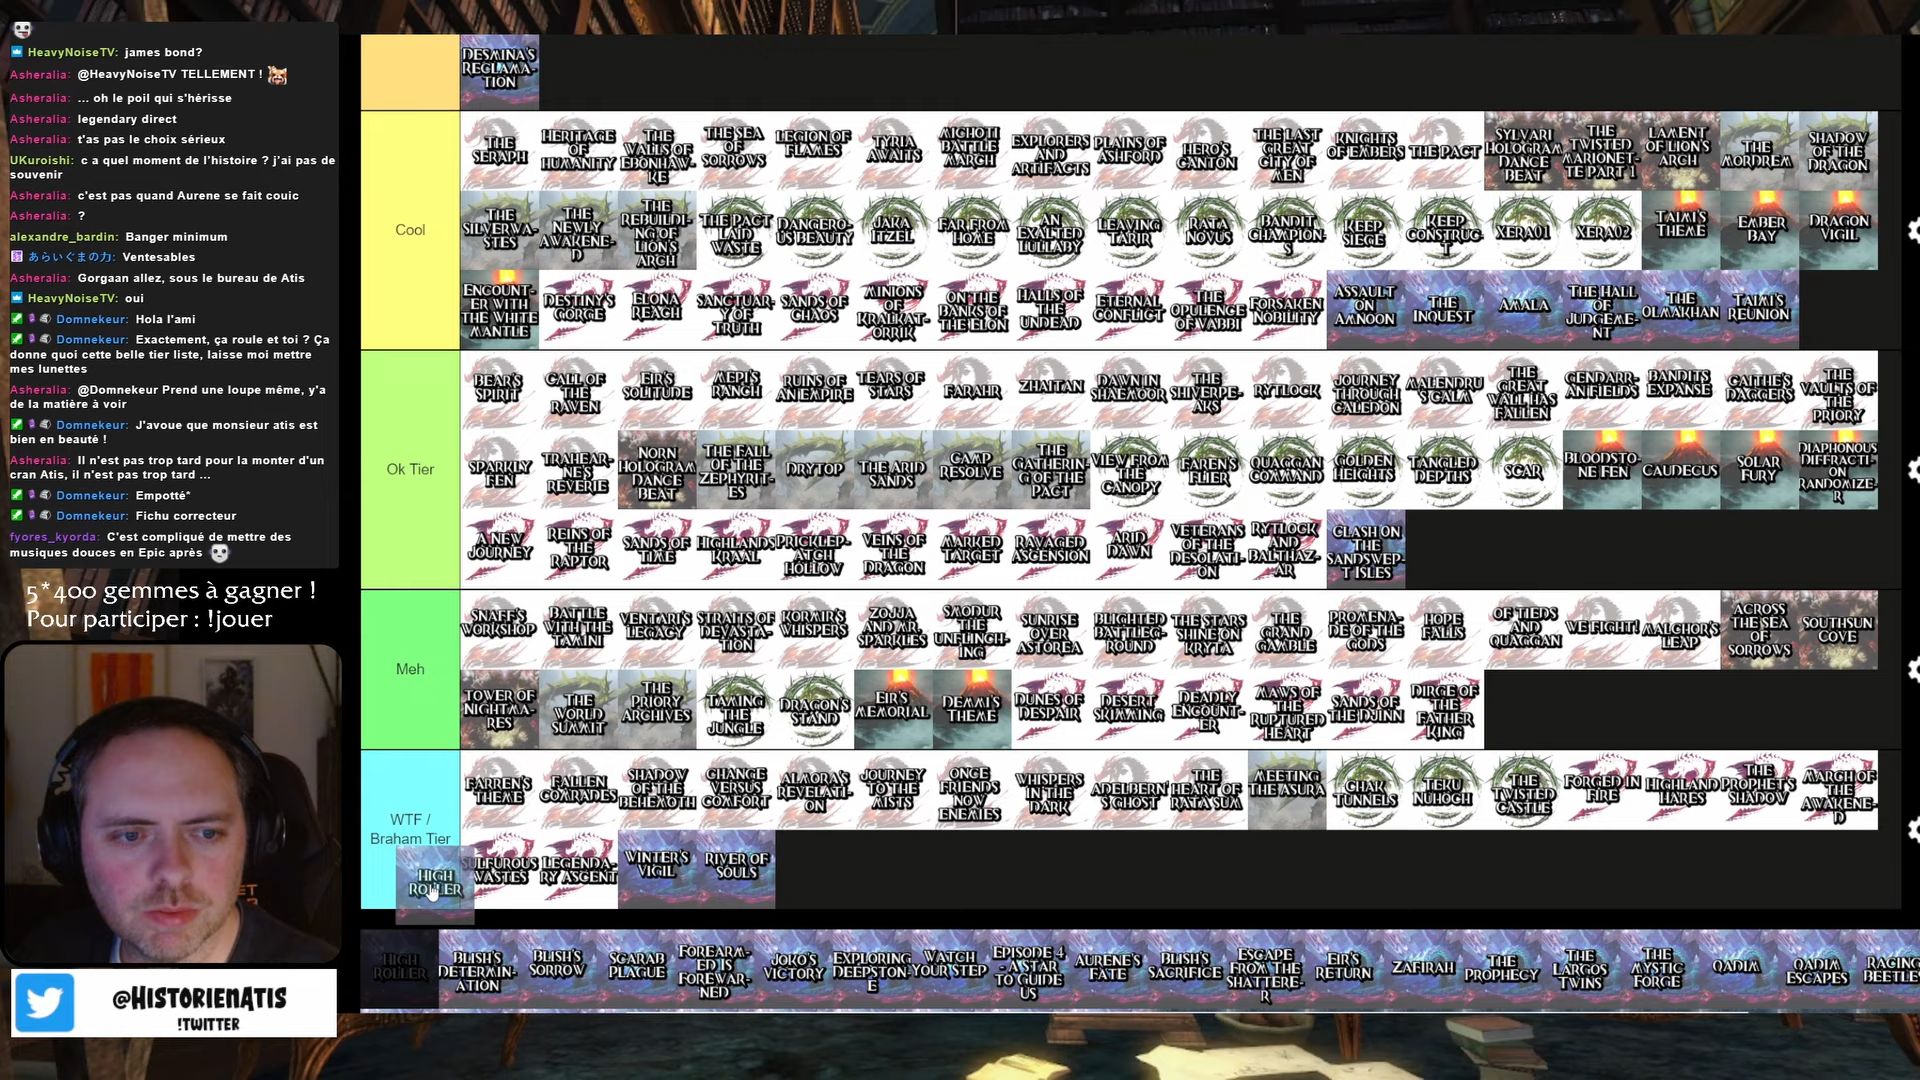 HeavyNoiseTV: james bond?
Asheralia: @HeavyNoiseTV TELLEMENT !
Asheralia: ... oh le poil qui s'hérisse
Asheralia: legendary direct
Asheralia: t'as pas le choix sérieux
UKuroishi: c a quel moment de l'histoire ? j'ai pas de
souvenir
Asheralia: c'est pas quand Aurene se fait couic
Asheralia: ?
alexandre_bardin: Banger minimum
あらいぐまの力: Ventesables
Asheralia: Gorgaan allez, sous le bureau de Atis
HeavyNoiseTV: oui
Domnekeur: Hola l'ami
Domnekeur: Exactement, ça roule et toi ? Ça
donne quoi cette belle tier liste, laisse moi mettre
mes lunettes
Asheralia: @Domnekeur Prend une loupe même, y'a
de la matière à voir
Domnekeur: J'avoue que monsieur atis est
bien en beauté !
Asheralia: Il n'est pas trop tard pour la monter d'un
cran Atis, il n'est pas trop tard ...
Domnekeur: Empotté*
Domnekeur: Fichu correcteur
fyores_kyorda: C'est compliqué de mettre des
musiques douces en Epic après
5*400 gemmes à gagner !
Pour participer : !jouer
@HistorienAtis
!Twitter
DESMINA'S RECLAMATION
Cool
THE SERAPH
HERITAGE OF HUMANITY
THE WALLS OF EBONHAWKE
THE SEA OF SORROWS
LEGION OF FLAMES
TYRIA AWAITS
MICHOTL BATTLE MARCH
EXPLORERS AND ARTIFACTS
PLAINS OF ASHFORD
HERO'S CANTON
THE LAST GREAT CITY OF MEN
KNIGHTS OF EMBERS
THE PACT
SYLVARI HOLOGRAM DANCE BEAT
THE TWISTED MARIONETTE PART 1
LAMENT OF LION'S ARCH
THE MORDREM
SHADOW OF THE DRAGON
THE SILVERWASTES
THE NEWLY AWAKENED
THE REBUILDING OF LION'S ARCH
THE PACT LAID WASTE
DANGEROUS BEAUTY
JAKA ITZEL
FAR FROM HOME
AN EXALTED LULLABY
LEAVING TARIR
RATA NOVUS
BANDIT CHAMPIONS
KEEP SIEGE
KEEP CONSTRUCT
XERA01
XERA02
TAIMI'S THEME
EMBER BAY
DRAGON VIGIL
ENCOUNTER WITH THE WHITE MANTLE
DESTINY'S GORGE
ELONA REACH
SANCTUARY OF TRUTH
SANDS OF CHAOS
MINIONS OF KRALKATORRIK
ON THE BANKS OF THE ELON
HALLS OF THE UNDEAD
ETERNAL CONFLICT
THE OPULENCE OF VABBI
FORSAKEN NOBILITY
ASSAULT ON AMNOON
THE INQUEST
AMALA
THE HALL OF JUDGEMENT
THE OLMAKHAN
TAIMI'S REUNION
Ok Tier
BEAR'S SPIRIT
CALL OF THE RAVEN
EIR'S SOLITUDE
MEPI'S RANCH
RUINS OF AN EMPIRE
TEARS OF STARS
FARAHR
ZHAITAN
DAWN IN SHAEMOOR
THE SHIVERPEAKS
RYTLOCK
JOURNEY THROUGH CALEDON
MALENDRU'S CALM
THE GREAT WALL HAS FALLEN
GENDARRAN FIELDS
BANDITS EXPANSE
CAITHE'S DAGGERS
THE VAULTS OF THE PRIORY
SPARKLY FEN
TRAHEARNE'S REVERIE
NORN HOLOGRAM DANCE BEAT
THE FALL OF THE ZEPHYRITES
DRYTOP
THE ARID SANDS
CAMP RESOLVE
THE GATHERING OF THE PACT
VIEW FROM THE CANOPY
FAREN'S FLIER
QUAGGAN COMMAND
GOLDEN HEIGHTS
TANGLED DEPTHS
SCAR
BLOODSTONE FEN
CAUDECUS
SOLAR FURY
DIAPHONOUS DIFFRACTION RANDOMIZER
A NEW JOURNEY
REINS OF THE RAPTOR
SANDS OF TIME
HIGHLANDS KRAAL
PRICKLEPATCH HOLLOW
VEINS OF THE DRAGON
MARKED TARGET
RAVAGED ASCENSION
ARID DAWN
VETERANS OF THE DESOLATION
RYTLOCK AND BALTHAZAR
CLASH ON THE SANDSWEPT ISLES
Meh
SNAFF'S WORKSHOP
BATTLE WITH THE TAMINI
VENTARI'S LEGACY
STRAITS OF DEVASTATION
KORMIR'S WHISPERS
ZOJJA AND MR. SPARKLES
SMODUR THE UNFLINCHING
SUNRISE OVER ASTOREA
BLIGHTED BATTLEGROUND
THE STARS SHINE ON KRYTA
THE GRAND GAMBLE
PROMENADE OF THE GODS
HOPE FALLS
OF TIEDS AND QUAGGAN
WE FIGHT!
MALCHOR'S LEAP
ACROSS THE SEA OF SORROWS
SOUTHSUN COVE
TOWER OF NIGHTMARES
THE WORLD SUMMIT
THE PRIORY ARCHIVES
TAMING THE JUNGLE
DRAGON'S STAND
EIR'S MEMORIAL
DEMMI'S THEME
DUNES OF DESPAIR
DESERT SKIMMING
DEADLY ENCOUNTER
MAWS OF THE RUPTURED HEART
SANDS OF THE DJINN
DIRGE OF THE FATHER KING
WTF /
Braham Tier
FARREN'S THEME
FALLEN COMRADES
SHADOW OF THE BEHEMOTH
CHANGE VERSUS COMFORT
ALMORA'S REVELATION
JOURNEY TO THE MISTS
ONCE FRIENDS NOW ENEMIES
WHISPERS IN THE DARK
ADELBERN'S GHOST
THE HEART OF RATA SUM
MEETING THE ASURA
CHAK TUNNELS
TEKU NUHOCH
THE TWISTED CASTLE
FORGED IN FIRE
HIGHLAND HARES
THE PROPHET'S SHADOW
MARCH OF THE AWAKENED
HIGH ROLLER
SULFUROUS WASTES
LEGENDARY ASCENT
WINTER'S VIGIL
RIVER OF SOULS
HIGH ROLLER
BLISH'S DETERMINATION
BLISH'S SORROW
SCARAB PLAGUE
FOREARMED IS FOREWARNED
JOKO'S VICTORY
EXPLORING DEEPSTONE
WATCH YOUR STEP
EPISODE 4 - A STAR TO GUIDE US
AURENE'S FATE
BLISH'S SACRIFICE
ESCAPE FROM THE SHATTERER
EIR'S RETURN
ZAFIRAH
THE PROPHECY
THE LARGOS TWINS
THE MYSTIC FORGE
QADIM
QADIM ESCAPES
RACING BEETLES